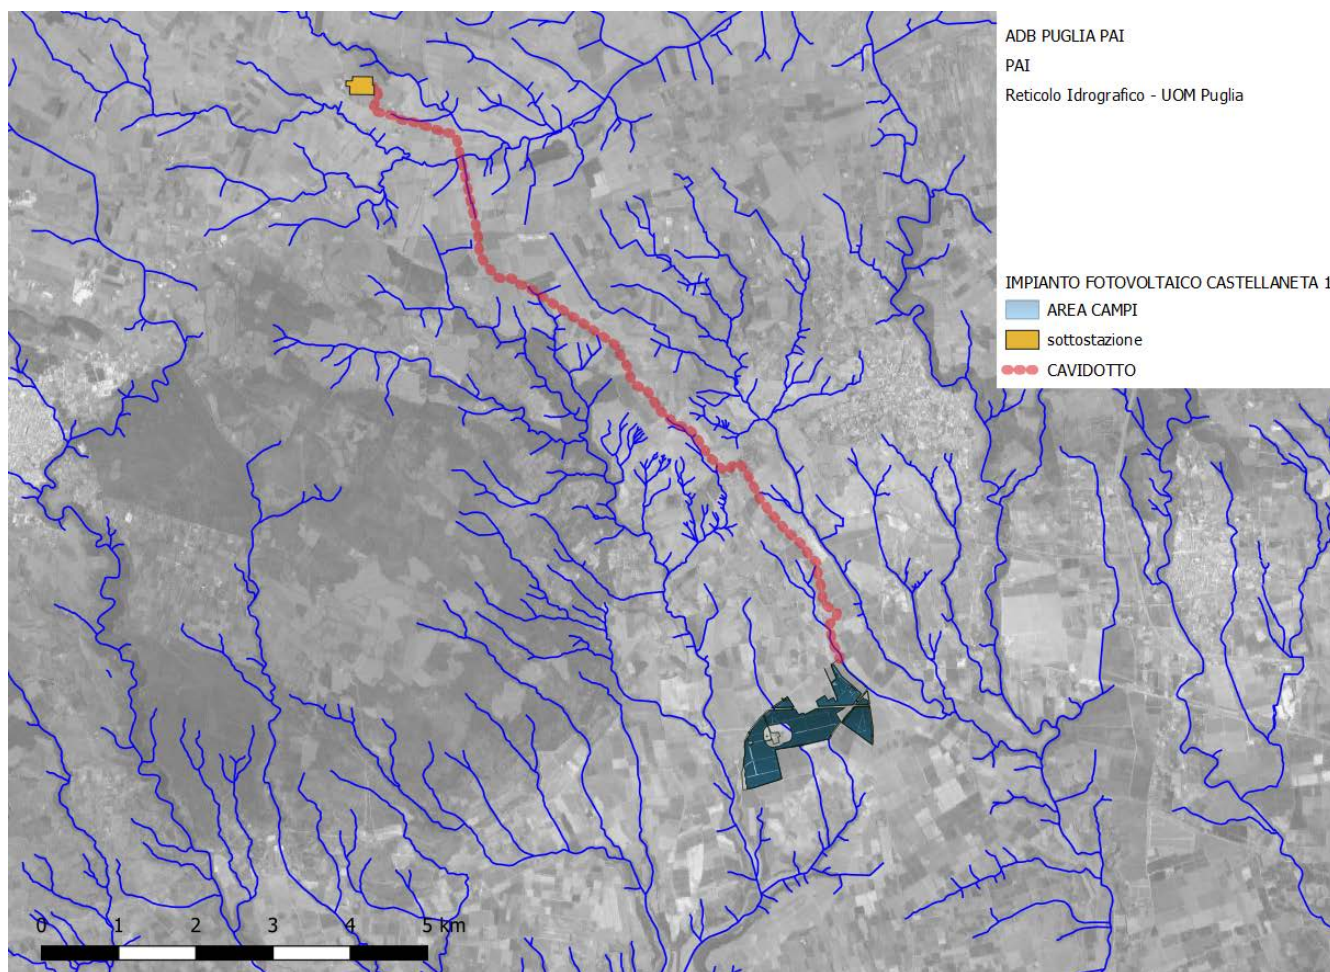 ADB PUGLIA PAI
PAI
Reticolo Idrografico - UOM Puglia
IMPIANTO FOTOVOLTAICO CASTELLANETA 1
AREA CAMPI
sottostazione
CAVIDOTTO
0 1 2 3 4 5 km